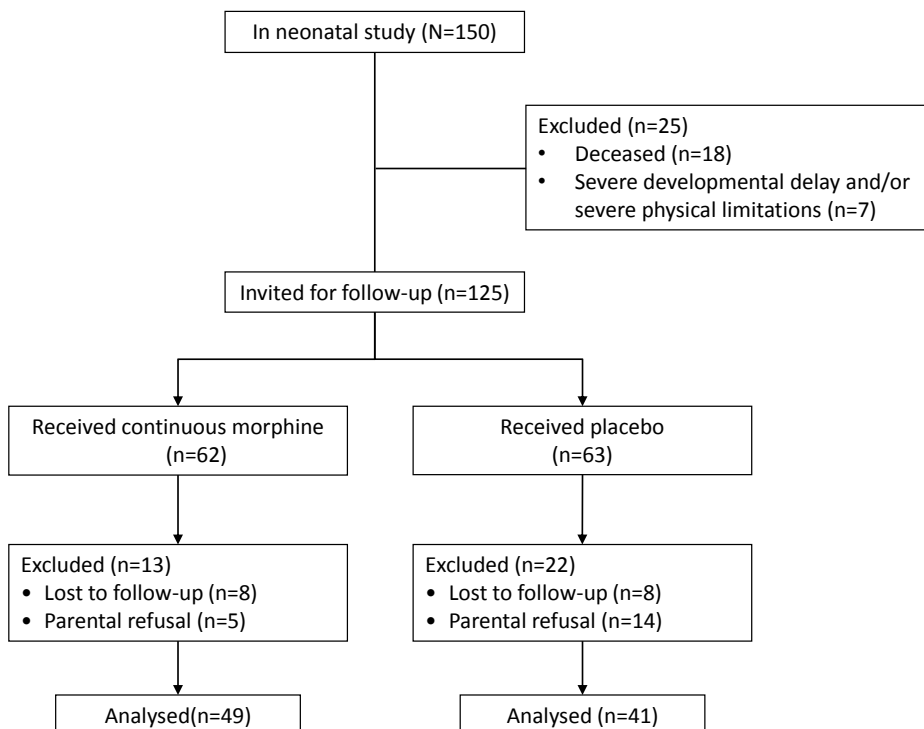 In neonatal study (N=150)
Excluded (n=25)
• Deceased (n=18)
• Severe developmental delay and/or
severe physical limitations (n=7)
Invited for follow-up (n=125)
Received continuous morphine
(n=62)
Received placebo
(n=63)
Excluded (n=13)
• Lost to follow-up (n=8)
• Parental refusal (n=5)
Excluded (n=22)
• Lost to follow-up (n=8)
• Parental refusal (n=14)
Analysed(n=49)
Analysed (n=41)